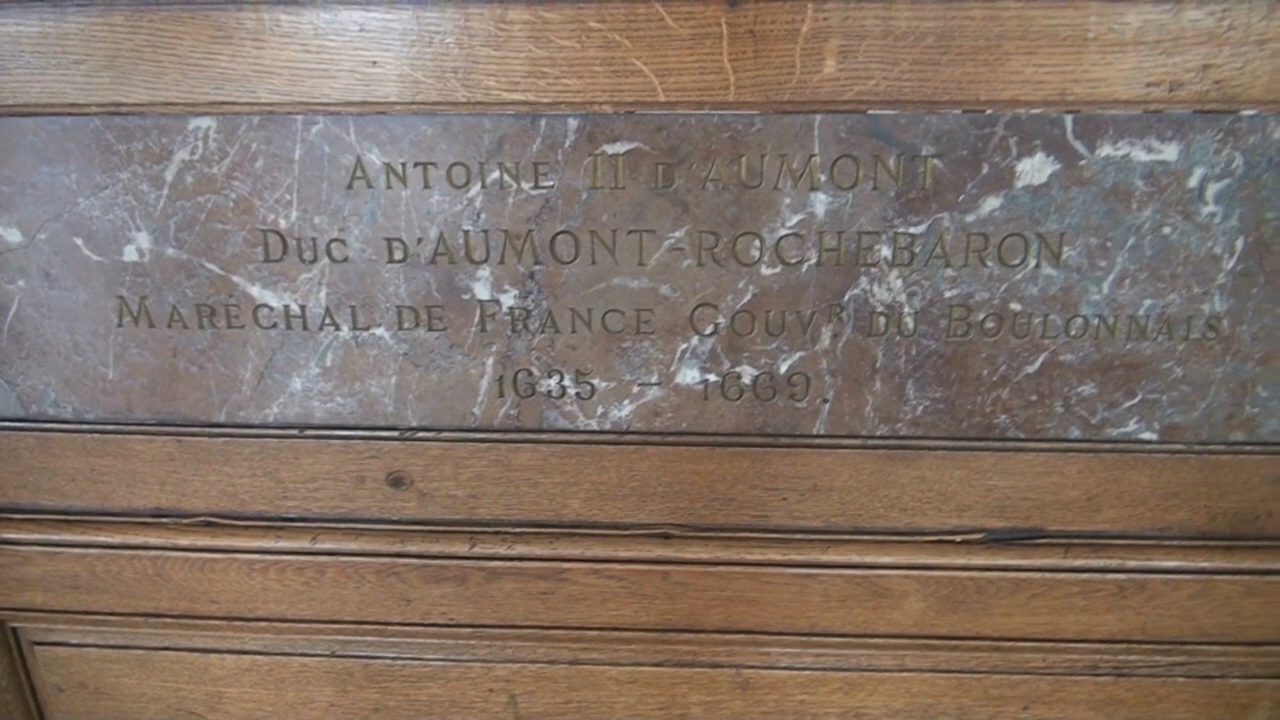 ANTOINE II D'AUMONT
DUC D'AUMONT-ROCHEBARON
MARÉCHAL DE FRANCE GOUVR DU BOULONNAIS
1635 - 1669.